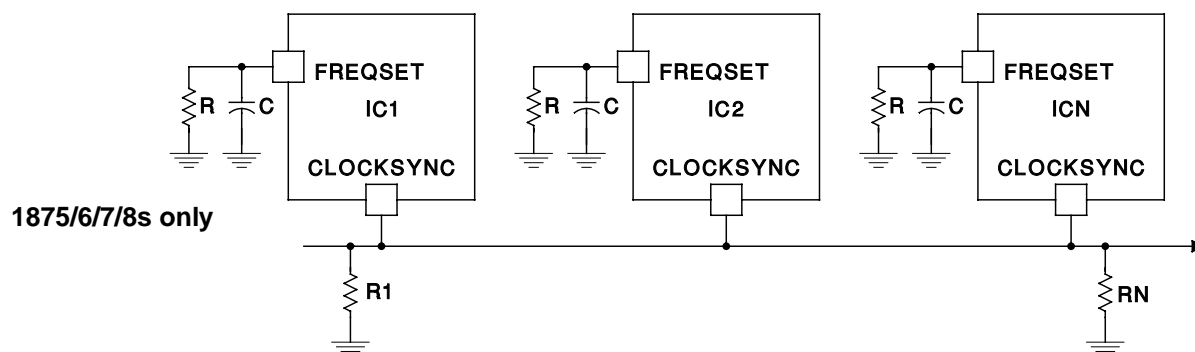 FREQSET
R
C
IC1
CLOCKSYNC
FREQSET
R
C
IC2
CLOCKSYNC
FREQSET
R
C
ICN
CLOCKSYNC
1875/6/7/8s only
R1
RN